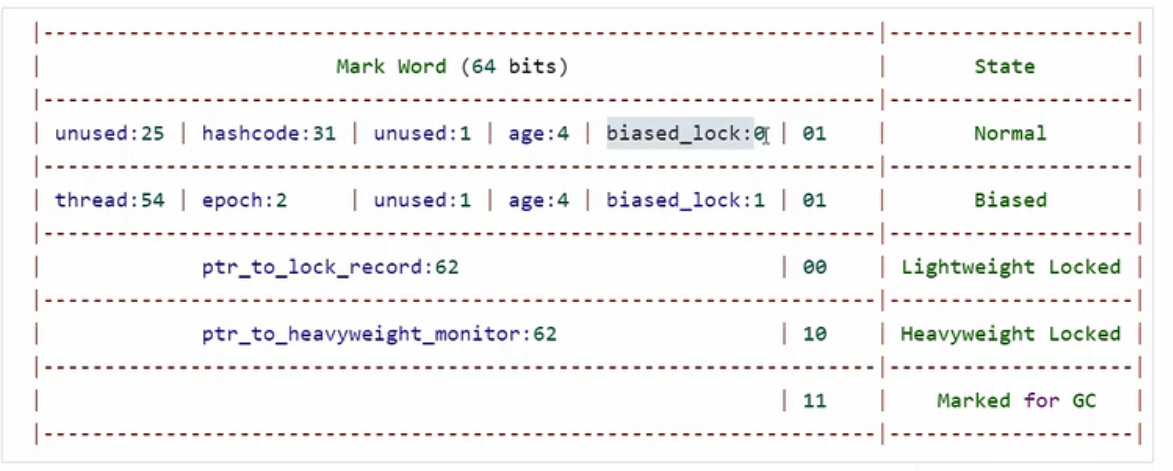 |--------------------------------------------------------------------|--------------------|
| Mark Word (64 bits) | State |
|--------------------------------------------------------------------|--------------------|
| unused:25 | hashcode:31 | unused:1 | age:4 | biased_lock:0 | 01 | Normal |
|--------------------------------------------------------------------|--------------------|
| thread:54 | epoch:2 | unused:1 | age:4 | biased_lock:1 | 01 | Biased |
|--------------------------------------------------------------------|--------------------|
| ptr_to_lock_record:62 | 00 | Lightweight Locked |
|--------------------------------------------------------------------|--------------------|
| ptr_to_heavyweight_monitor:62 | 10 | Heavyweight Locked |
|--------------------------------------------------------------------|--------------------|
| | 11 | Marked for GC |
|--------------------------------------------------------------------|--------------------|